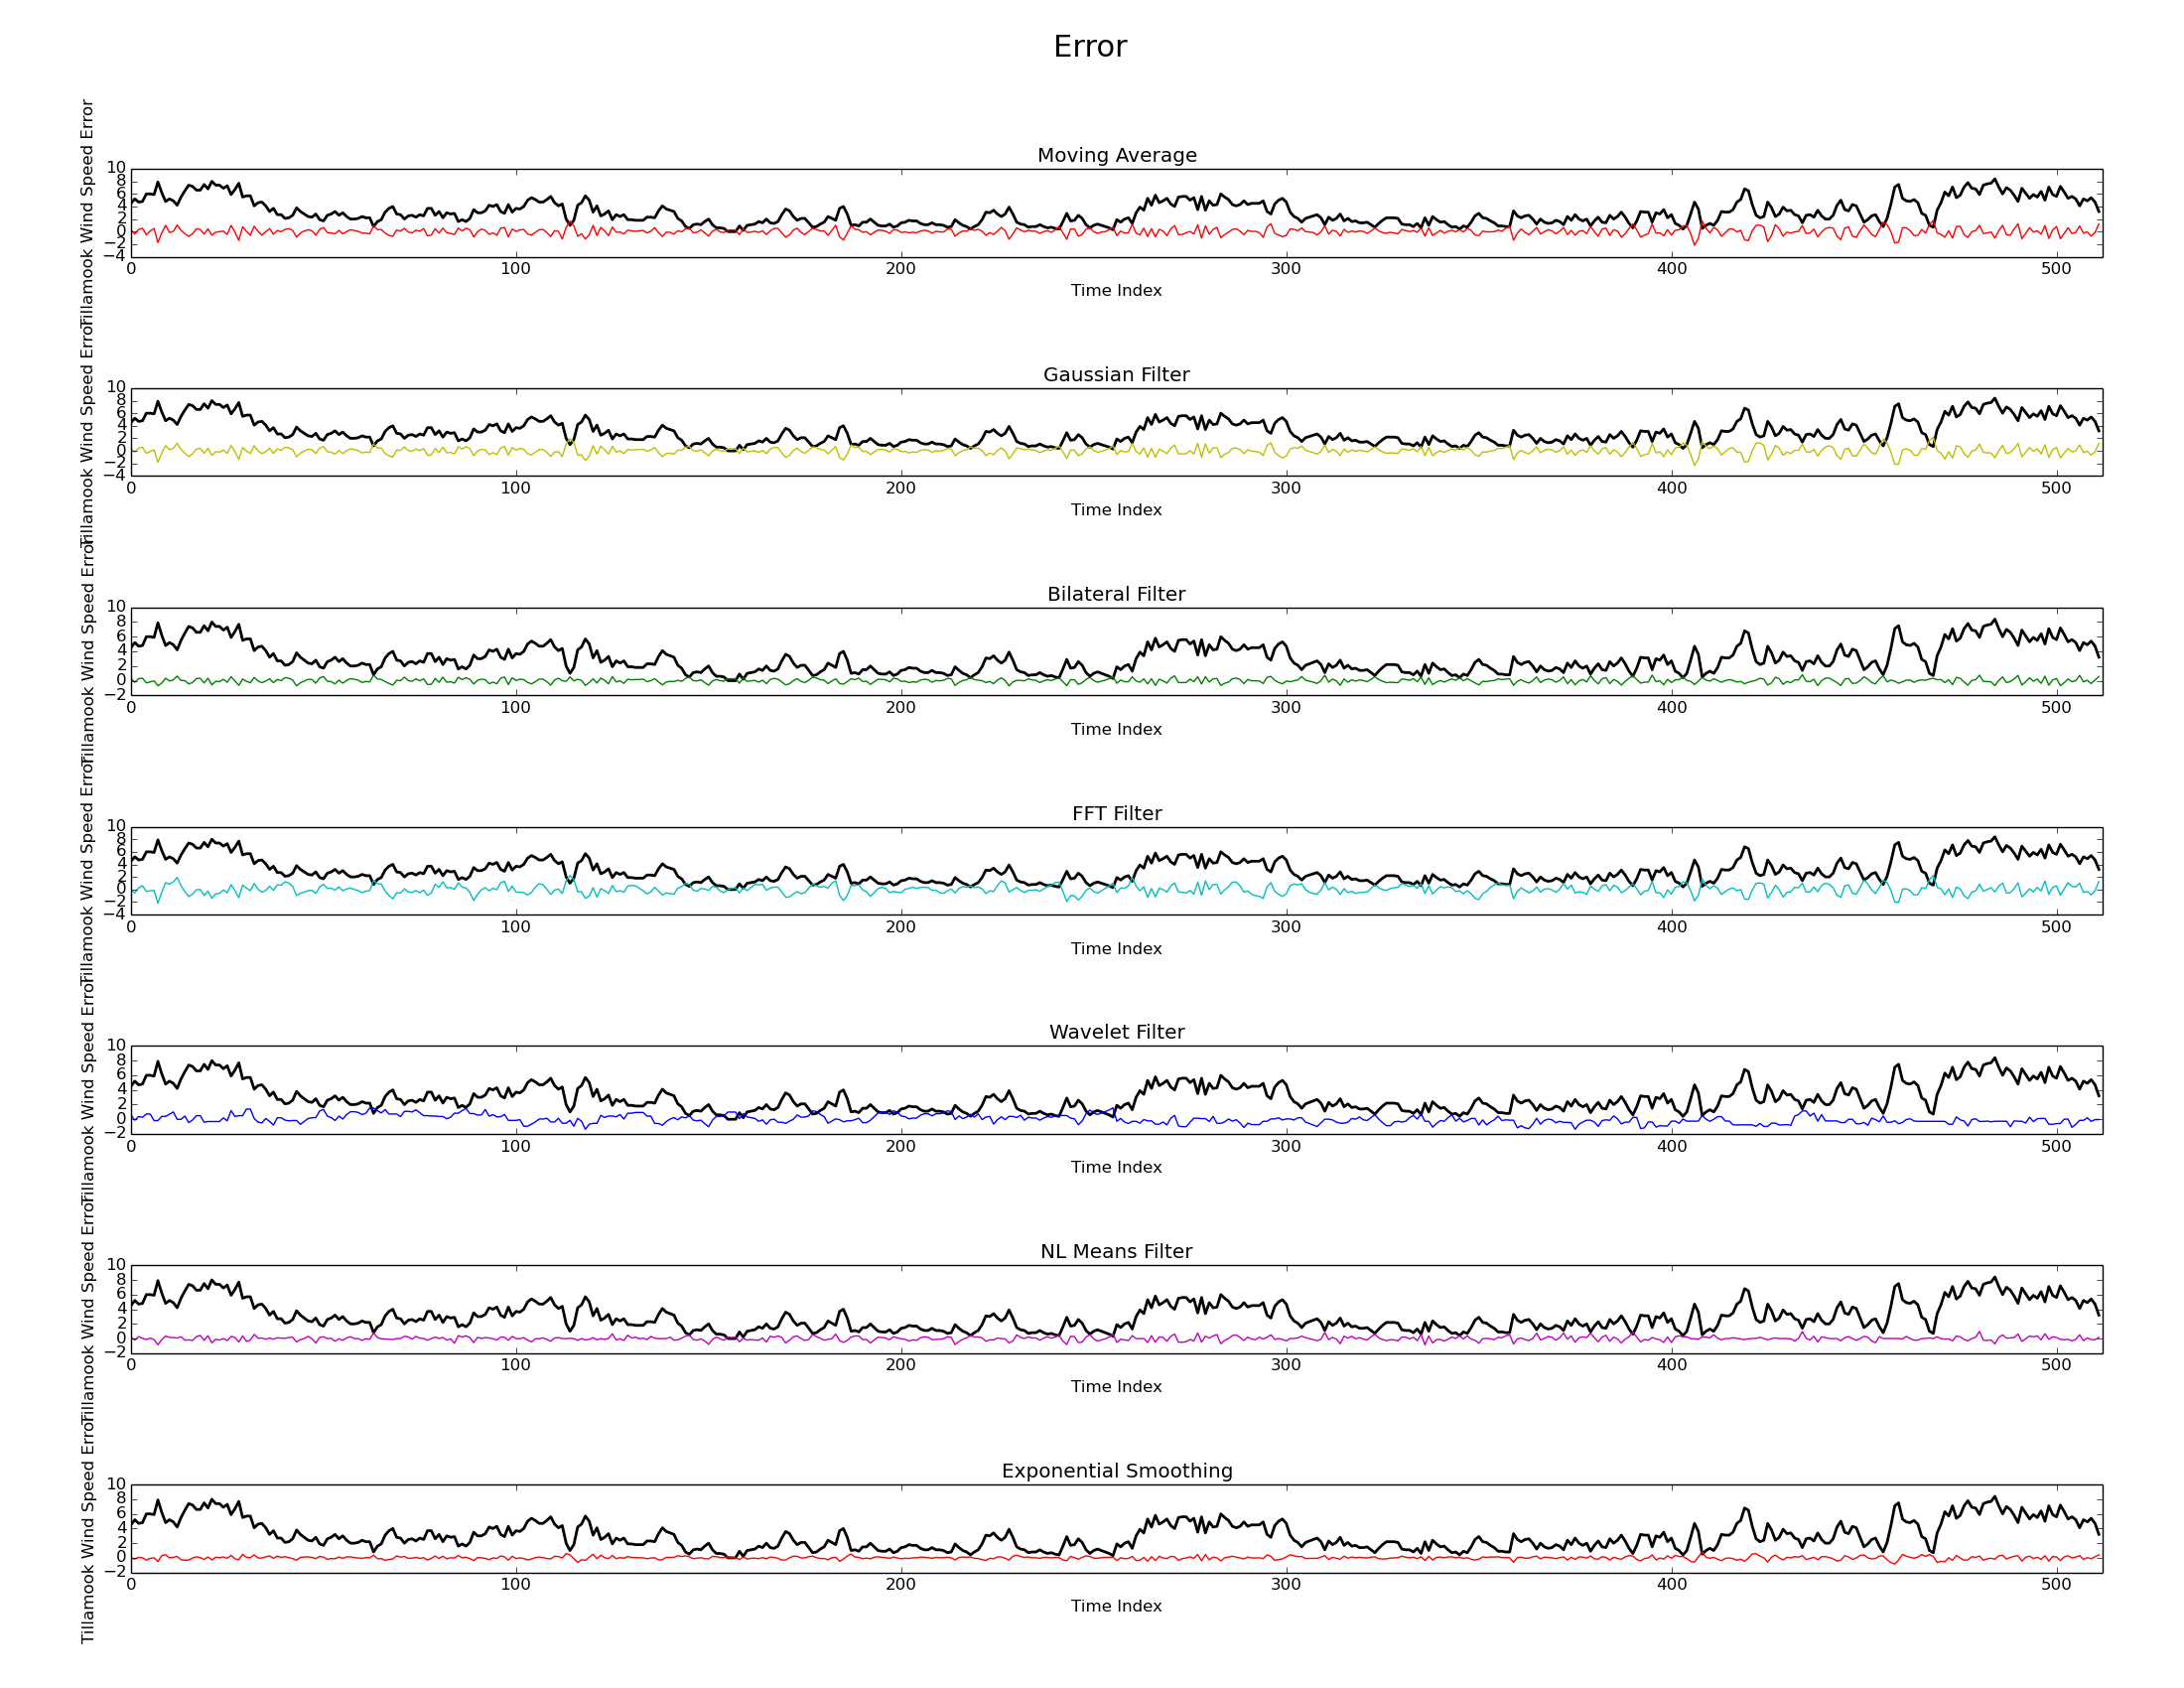 Error
Moving Average
Tillamook Wind Speed Error
10
8
6
4
2
0
−2
−4
0 100 200 300 400 500
Time Index
Gaussian Filter
Tillamook Wind Speed Error
10
8
6
4
2
0
−2
−4
0 100 200 300 400 500
Time Index
Bilateral Filter
Tillamook Wind Speed Error
10
8
6
4
2
0
−2
0 100 200 300 400 500
Time Index
FFT Filter
Tillamook Wind Speed Error
10
8
6
4
2
0
−2
−4
0 100 200 300 400 500
Time Index
Wavelet Filter
Tillamook Wind Speed Error
10
8
6
4
2
0
−2
0 100 200 300 400 500
Time Index
NL Means Filter
Tillamook Wind Speed Error
10
8
6
4
2
0
−2
0 100 200 300 400 500
Time Index
Exponential Smoothing
Tillamook Wind Speed Error
10
8
6
4
2
0
−2
0 100 200 300 400 500
Time Index